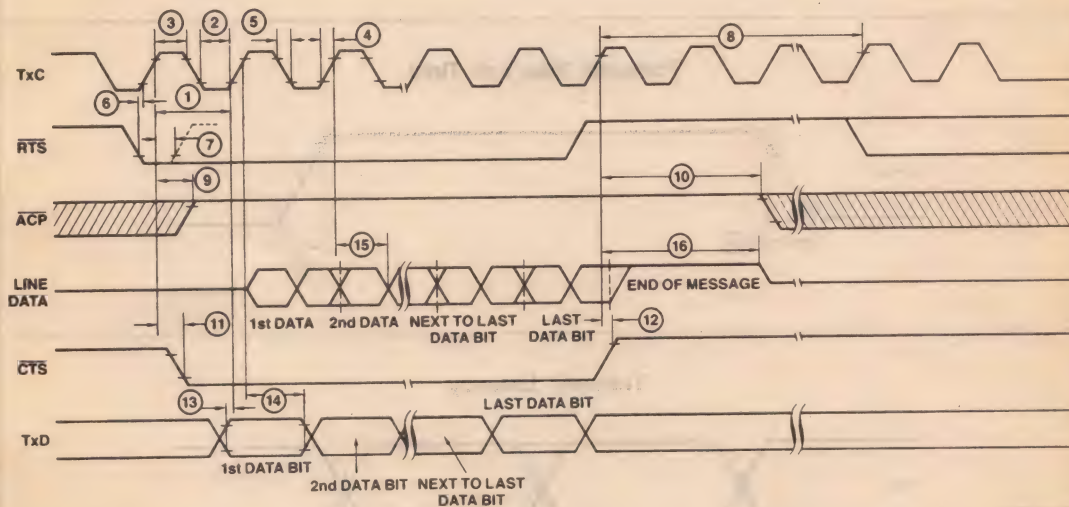 3 2 5 4 8
TxC
6 1
RTS
7
9 10
ACP
15 16
LINE DATA
END OF MESSAGE
1st DATA 2nd DATA NEXT TO LAST DATA BIT LAST DATA BIT
11 12
CTS
13 14
LAST DATA BIT
TxD
1st DATA BIT
2nd DATA BIT NEXT TO LAST DATA BIT